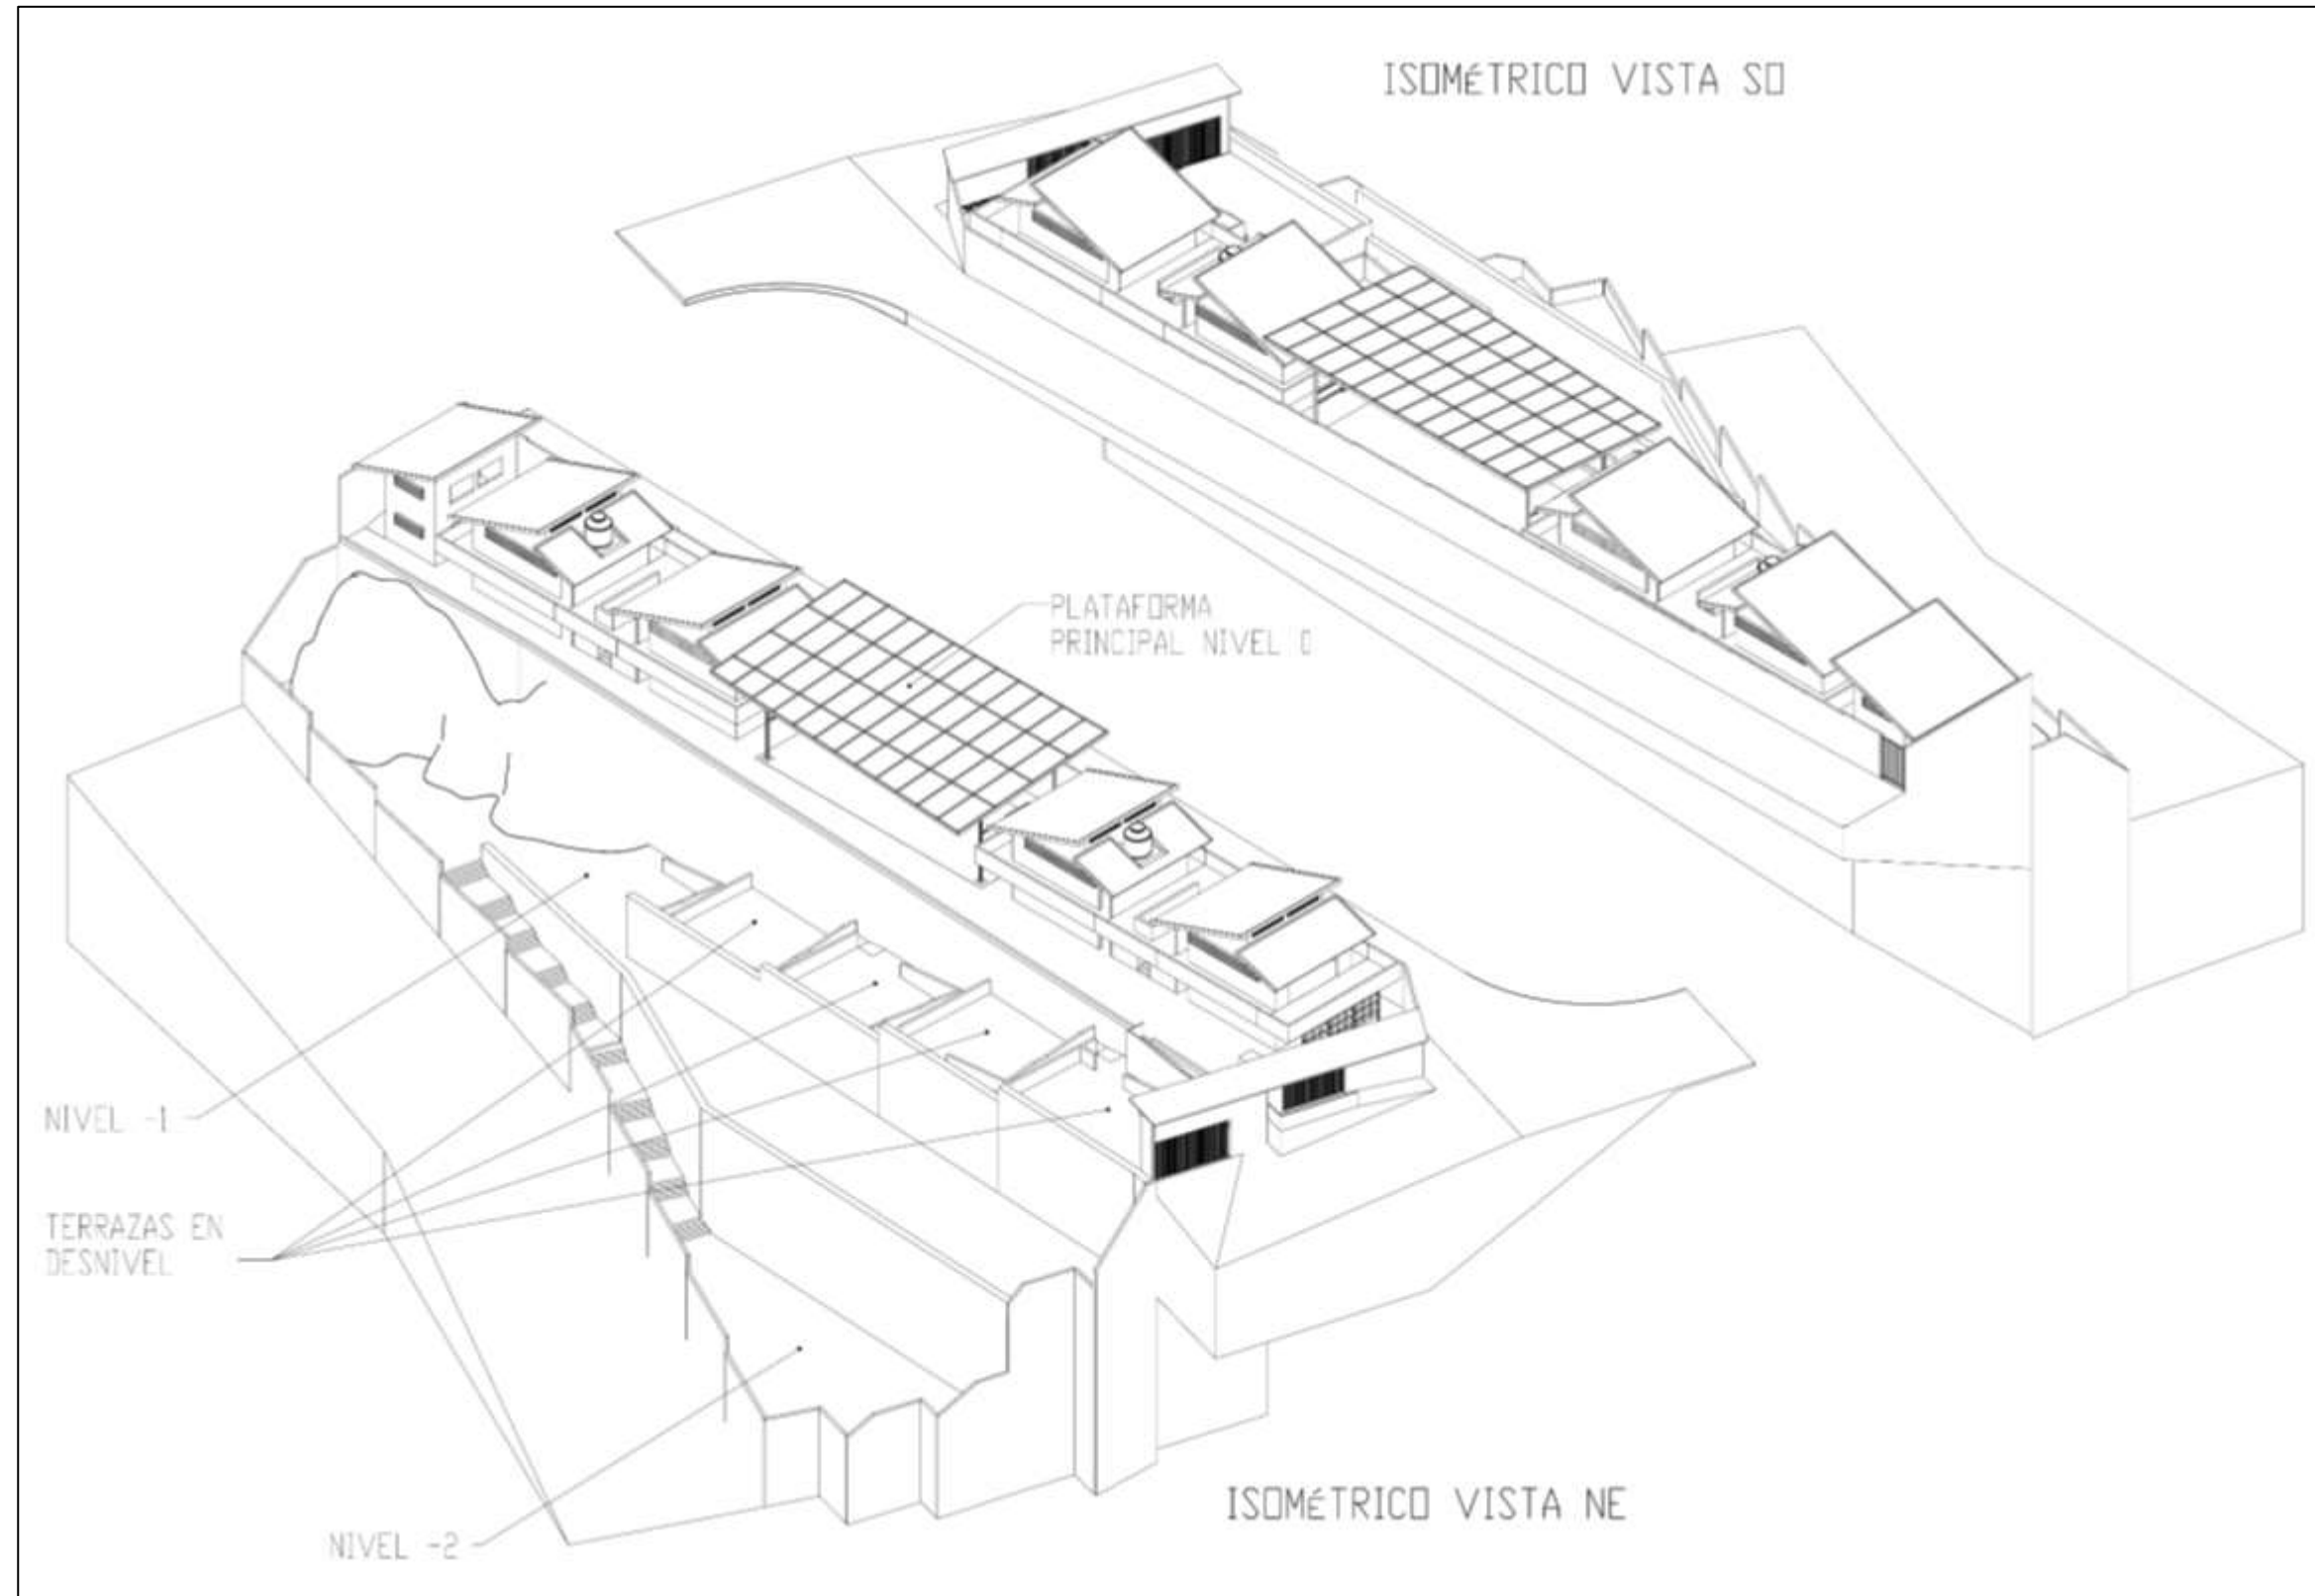 ISOMéTRICO VISTA SO
PLATAFORMA
PRINCIPAL NIVEL 0
NIVEL -1
TERRAZAS EN
DESNIVEL
NIVEL -2
ISOMéTRICO VISTA NE